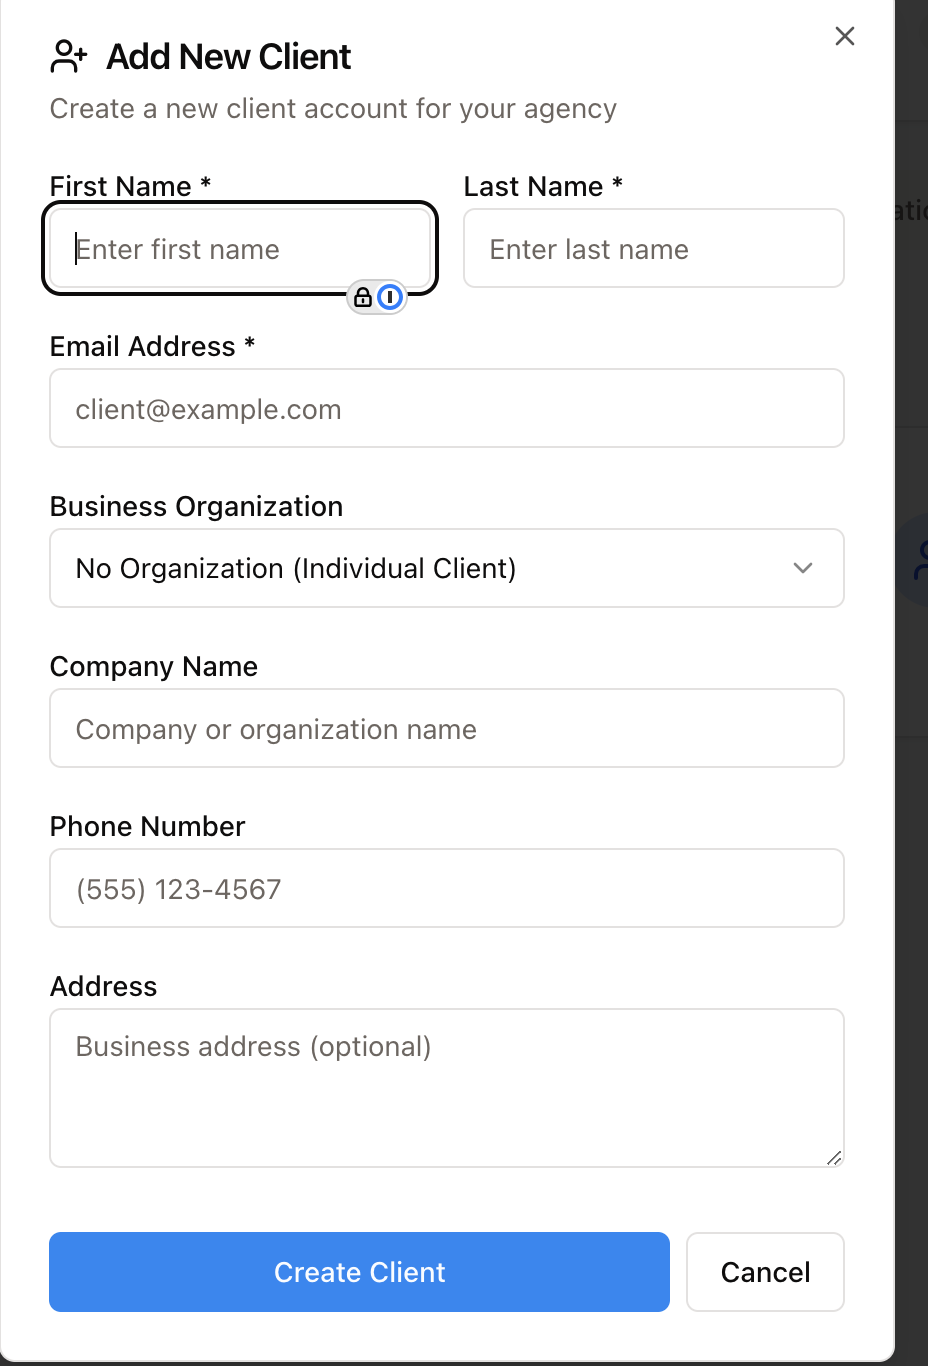 Add New Client
Create a new client account for your agency
First Name *
Last Name *
Enter first name
Enter last name
Email Address *
client@example.com
Business Organization
No Organization (Individual Client)
Company Name
Company or organization name
Phone Number
(555) 123-4567
Address
Business address (optional)
Create Client
Cancel